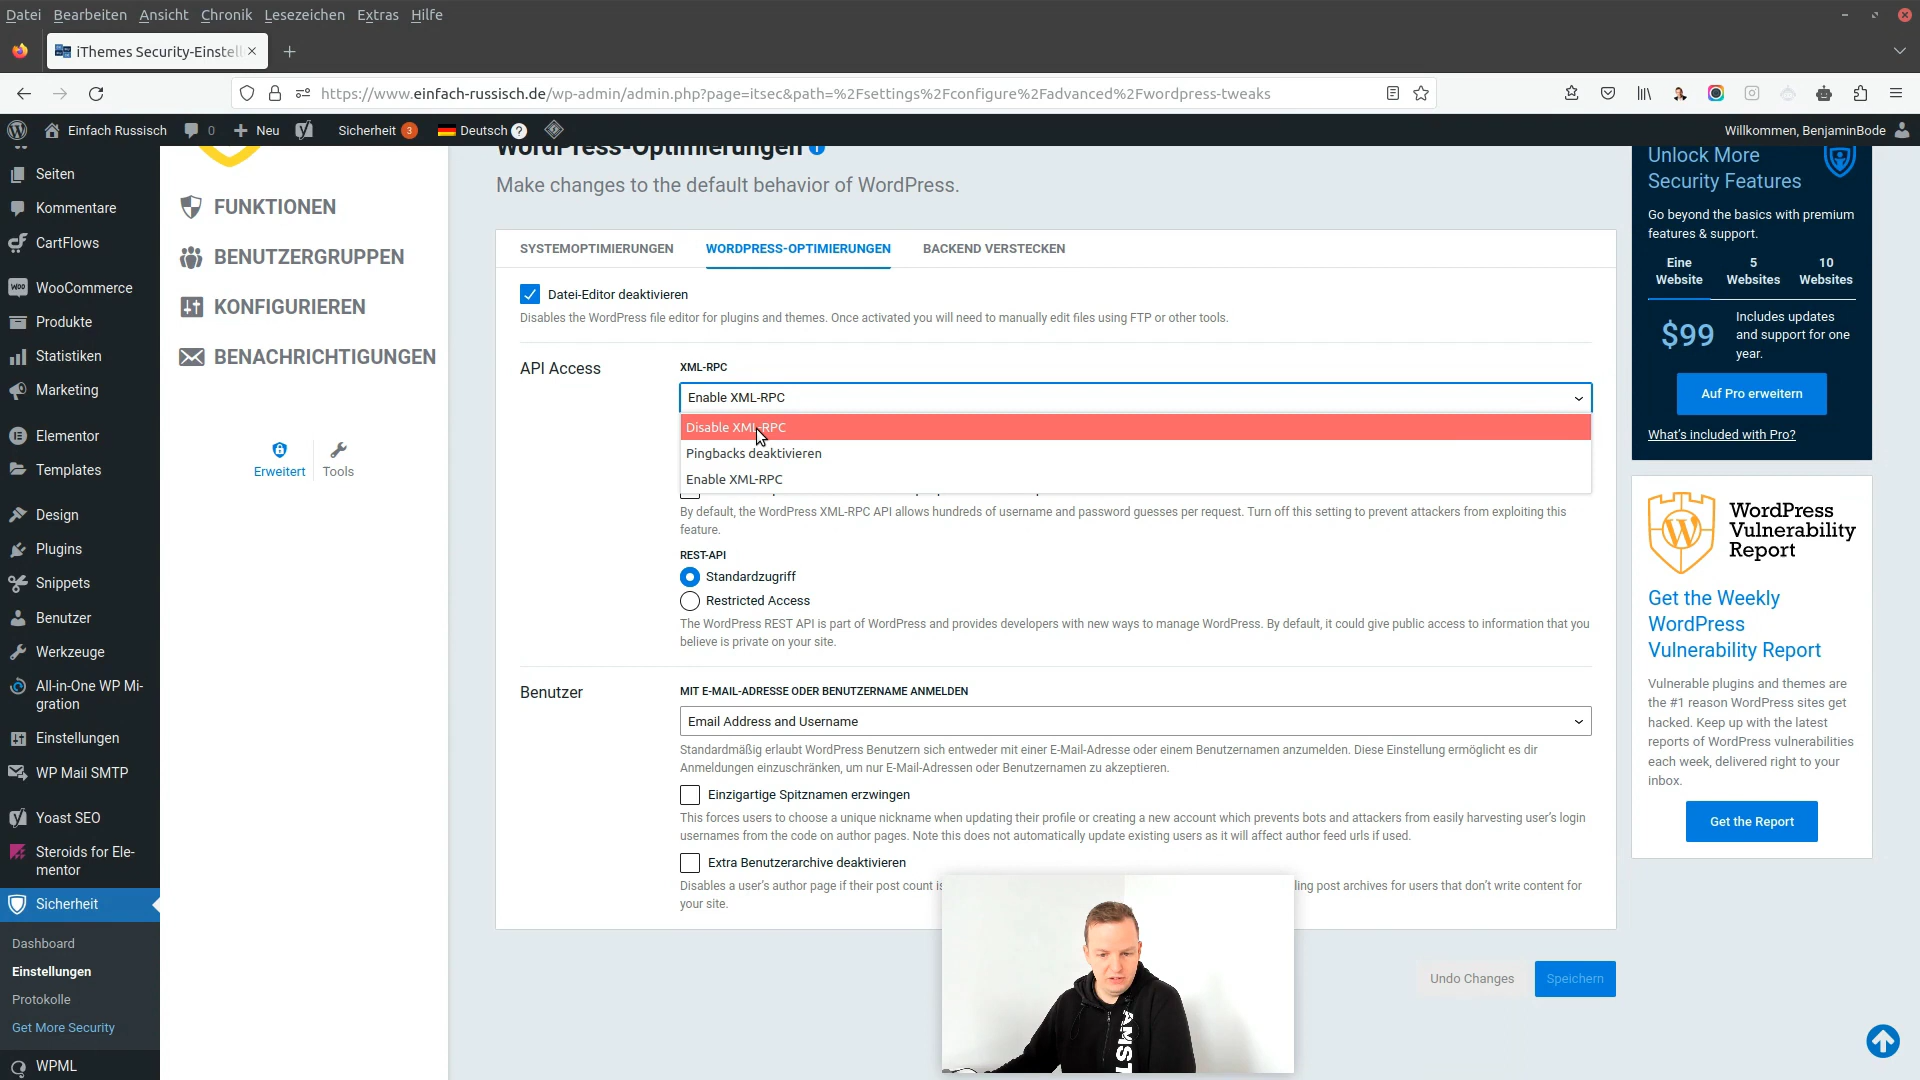 Datei Bearbeiten Ansicht Chronik Lesezeichen Extras Hilfe
iThemes Security-Einstell
https://www.einfach-russisch.de/wp-admin/admin.php?page=itsec&path=%2Fsettings%2Fconfigure%2Fadvanced%2Fwordpress-tweaks
Einfach Russisch 0 Neu Sicherheit 3 Deutsch ? Willkommen, BenjaminBode
Seiten
Kommentare
CartFlows
WooCommerce
Produkte
Statistiken
Marketing
Elementor
Templates
Design
Plugins
Snippets
Benutzer
Werkzeuge
All-in-One WP Mi-
gration
Einstellungen
WP Mail SMTP
Yoast SEO
Steroids for Ele-
mentor
Sicherheit
Dashboard
Einstellungen
Protokolle
Get More Security
WPML
FUNKTIONEN
BENUTZERGRUPPEN
KONFIGURIEREN
BENACHRICHTIGUNGEN
Erweitert
Tools
WordPress-Optimierungen
Make changes to the default behavior of WordPress.
SYSTEMOPTIMIERUNGEN WORDPRESS-OPTIMIERUNGEN BACKEND VERSTECKEN
Datei-Editor deaktivieren
Disables the WordPress file editor for plugins and themes. Once activated you will need to manually edit files using FTP or other tools.
API Access
XML-RPC
Enable XML-RPC
Disable XML-RPC
Pingbacks deaktivieren
Enable XML-RPC
By default, the WordPress XML-RPC API allows hundreds of username and password guesses per request. Turn off this setting to prevent attackers from exploiting this
feature.
REST-API
Standardzugriff
Restricted Access
The WordPress REST API is part of WordPress and provides developers with new ways to manage WordPress. By default, it could give public access to information that you
believe is private on your site.
Benutzer
MIT E-MAIL-ADRESSE ODER BENUTZERNAME ANMELDEN
Email Address and Username
Standardmäßig erlaubt WordPress Benutzern sich entweder mit einer E-Mail-Adresse oder einem Benutzernamen anzumelden. Diese Einstellung ermöglicht es dir
Anmeldungen einzuschränken, um nur E-Mail-Adressen oder Benutzernamen zu akzeptieren.
Einzigartige Spitznamen erzwingen
This forces users to choose a unique nickname when updating their profile or creating a new account which prevents bots and attackers from easily harvesting user's login
usernames from the code on author pages. Note this does not automatically update existing users as it will affect author feed urls if used.
Extra Benutzerarchive deaktivieren
Disables a user's author page if their post count is ling post archives for users that don't write content for
your site.
AMST
Undo Changes
Speichern
Unlock More
Security Features
Go beyond the basics with premium
features & support.
Eine 5 10
Website Websites Websites
$99
Includes updates
and support for one
year.
Auf Pro erweitern
What's included with Pro?
WordPress
Vulnerability
Report
Get the Weekly
WordPress
Vulnerability Report
Vulnerable plugins and themes are
the #1 reason WordPress sites get
hacked. Keep up with the latest
reports of WordPress vulnerabilities
each week, delivered right to your
inbox.
Get the Report